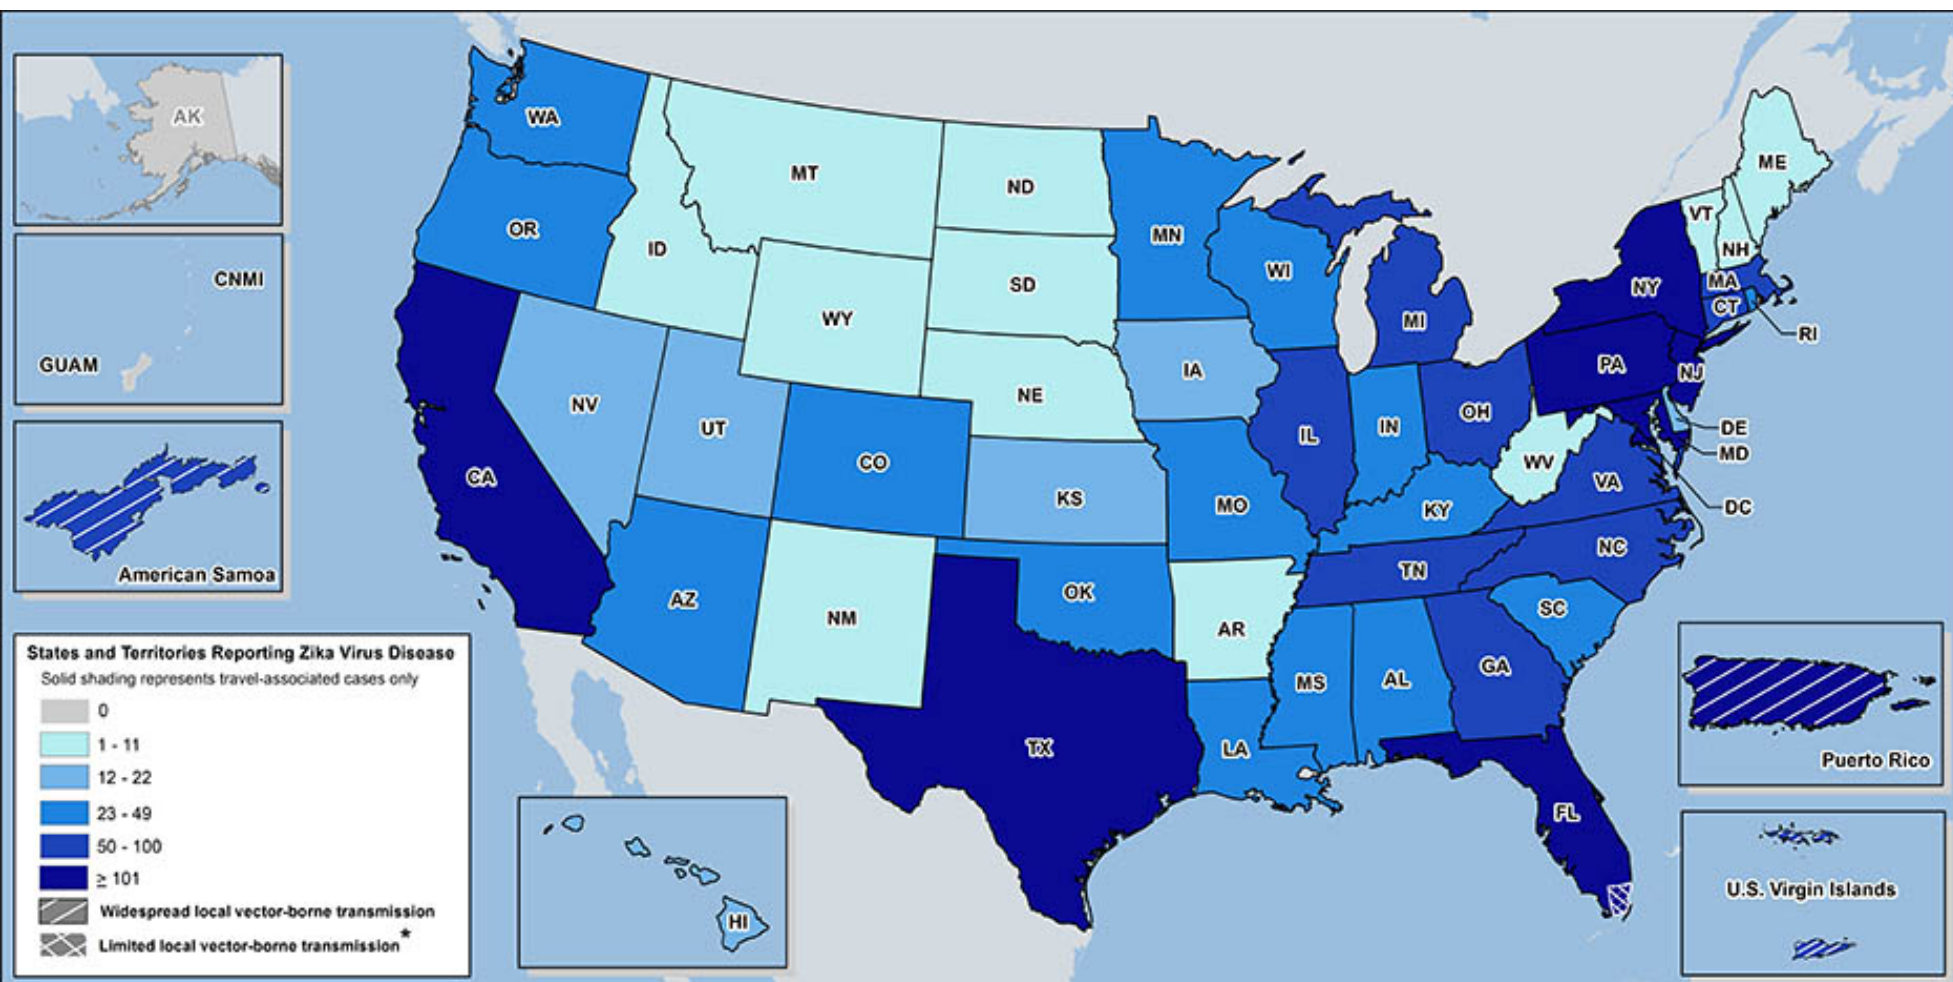 AK
CNMI
GUAM
American Samoa
States and Territories Reporting Zika Virus Disease
Solid shading represents travel-associated cases only
0
1 - 11
12 - 22
23 - 49
50 - 100
≥ 101
Widespread local vector-borne transmission
Limited local vector-borne transmission*
WA
OR
CA
ID
NV
MT
WY
UT
AZ
CO
NM
ND
SD
NE
KS
OK
TX
MN
IA
MO
AR
LA
WI
IL
MI
IN
OH
KY
TN
MS
AL
GA
FL
SC
NC
VA
WV
PA
NY
NJ
VT
NH
ME
MA
CT
RI
DE
MD
DC
HI
Puerto Rico
U.S. Virgin Islands